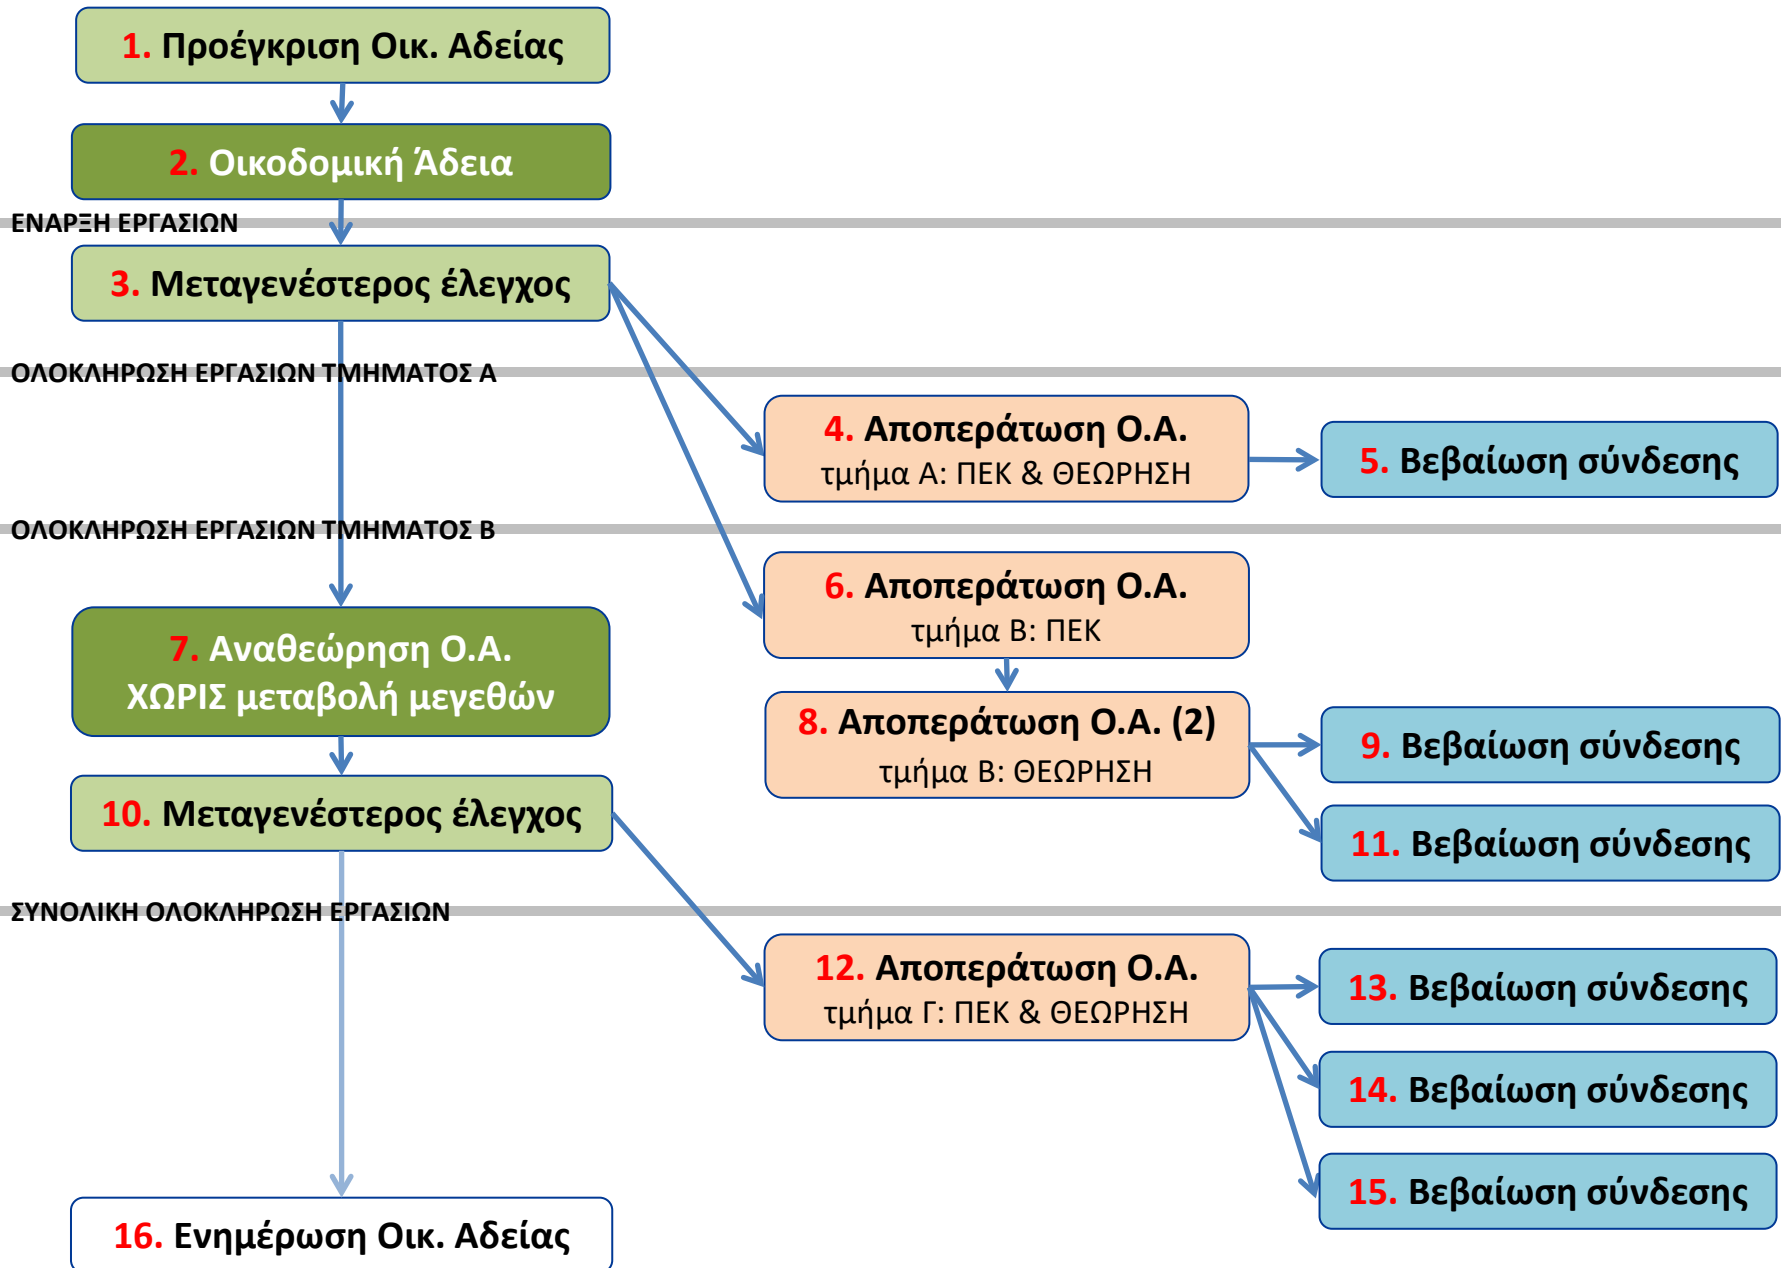 1. Προέγκριση Οικ. Αδείας
2. Οικοδομική Άδεια
ΕΝΑΡΞΗ ΕΡΓΑΣΙΩΝ
3. Μεταγενέστερος έλεγχος
ΟΛΟΚΛΗΡΩΣΗ ΕΡΓΑΣΙΩΝ ΤΜΗΜΑΤΟΣ Α
4. Αποπεράτωση Ο.Α.
τμήμα Α: ΠΕΚ & ΘΕΩΡΗΣΗ
5. Βεβαίωση σύνδεσης
ΟΛΟΚΛΗΡΩΣΗ ΕΡΓΑΣΙΩΝ ΤΜΗΜΑΤΟΣ Β
6. Αποπεράτωση Ο.Α.
τμήμα Β: ΠΕΚ
7. Αναθεώρηση Ο.Α.
ΧΩΡΙΣ μεταβολή μεγεθών
8. Αποπεράτωση Ο.Α. (2)
τμήμα Β: ΘΕΩΡΗΣΗ
9. Βεβαίωση σύνδεσης
10. Μεταγενέστερος έλεγχος
11. Βεβαίωση σύνδεσης
ΣΥΝΟΛΙΚΗ ΟΛΟΚΛΗΡΩΣΗ ΕΡΓΑΣΙΩΝ
12. Αποπεράτωση Ο.Α.
τμήμα Γ: ΠΕΚ & ΘΕΩΡΗΣΗ
13. Βεβαίωση σύνδεσης
14. Βεβαίωση σύνδεσης
15. Βεβαίωση σύνδεσης
16. Ενημέρωση Οικ. Αδείας